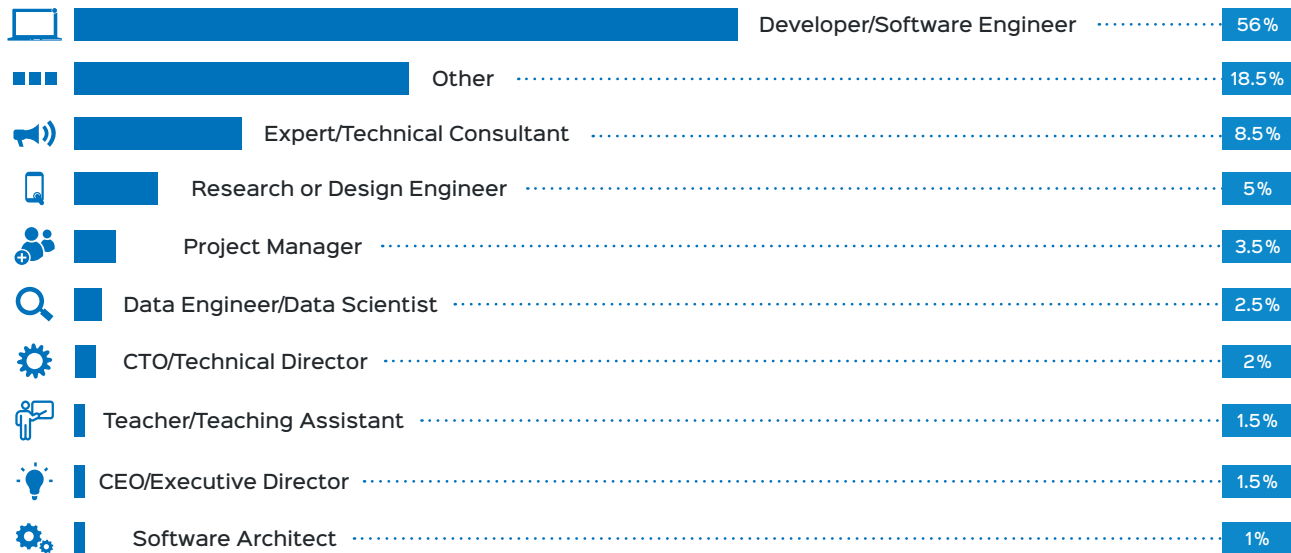 Developer/Software Engineer 56%
Other 18.5%
Expert/Technical Consultant 8.5%
Research or Design Engineer 5%
Project Manager 3.5%
Data Engineer/Data Scientist 2.5%
CTO/Technical Director 2%
Teacher/Teaching Assistant 1.5%
CEO/Executive Director 1.5%
Software Architect 1%